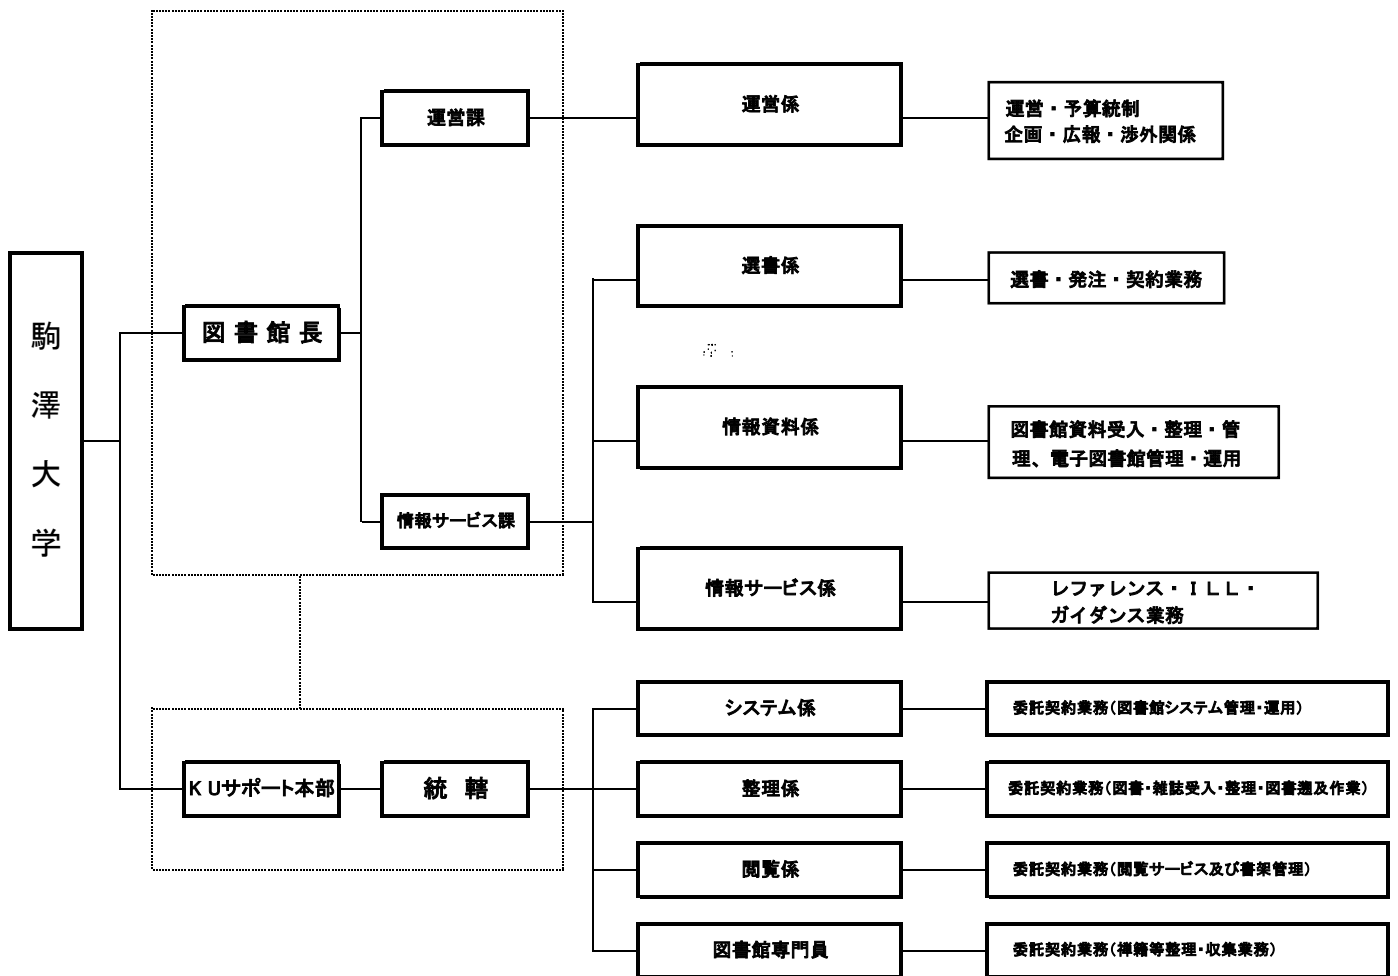 駒澤大学
図書館長
運営課
運営係
運営・予算統制
企画・広報・渉外関係
選書係
選書・発注・契約業務
情報資料係
図書館資料受入・整理・管
理、電子図書館管理・運用
情報サービス課
情報サービス係
レファレンス・ＩＬＬ・
ガイダンス業務
KUサポート本部
統轄
システム係
委託契約業務(図書館システム管理・運用)
整理係
委託契約業務(図書・雑誌受入・整理・図書遡及作業)
閲覧係
委託契約業務(閲覧サービス及び書架管理)
図書館専門員
委託契約業務(禅籍等整理・収集業務)